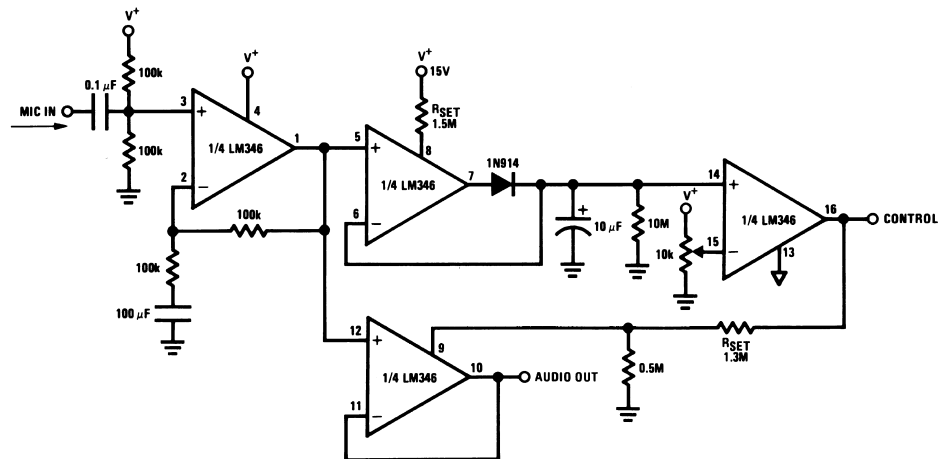 V+
100k
0.1 μF
MIC IN
100k
3
+
V+
4
1/4 LM346
1
2
−
100k
100k
100 μF
V+
15V
RSET
1.5M
5
+
8
1/4 LM346
7
6
−
1N914
+
10 μF
10M
V+
10k
14
+
1/4 LM346
16
15
−
13
CONTROL
12
+
9
1/4 LM346
10
11
−
AUDIO OUT
0.5M
RSET
1.3M